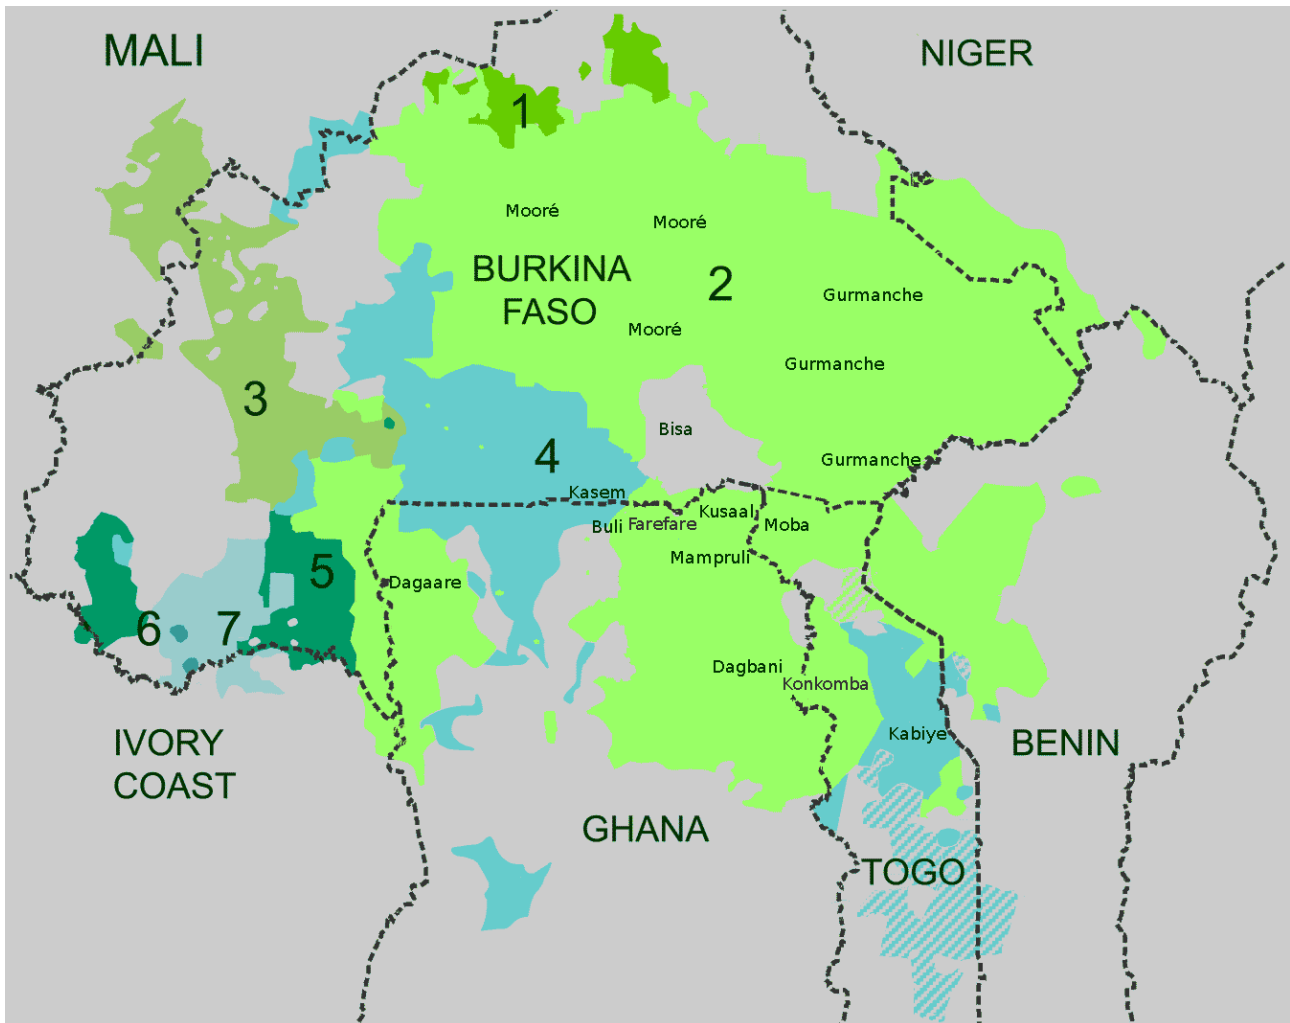 MALI
NIGER
1
Mooré
Mooré
BURKINA
FASO
2
Gurmanche
Mooré
Gurmanche
3
Bisa
4
Gurmanche
Kasem
Kusaal
Buli
Farefare
Moba
Mampruli
5
Dagaare
6
7
Dagbani
Konkomba
Kabiye
IVORY
COAST
BENIN
GHANA
TOGO